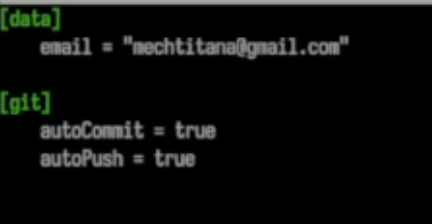 [data]
    email = "mechtitana@gmail.com"

[git]
    autoCommit = true
    autoPush = true